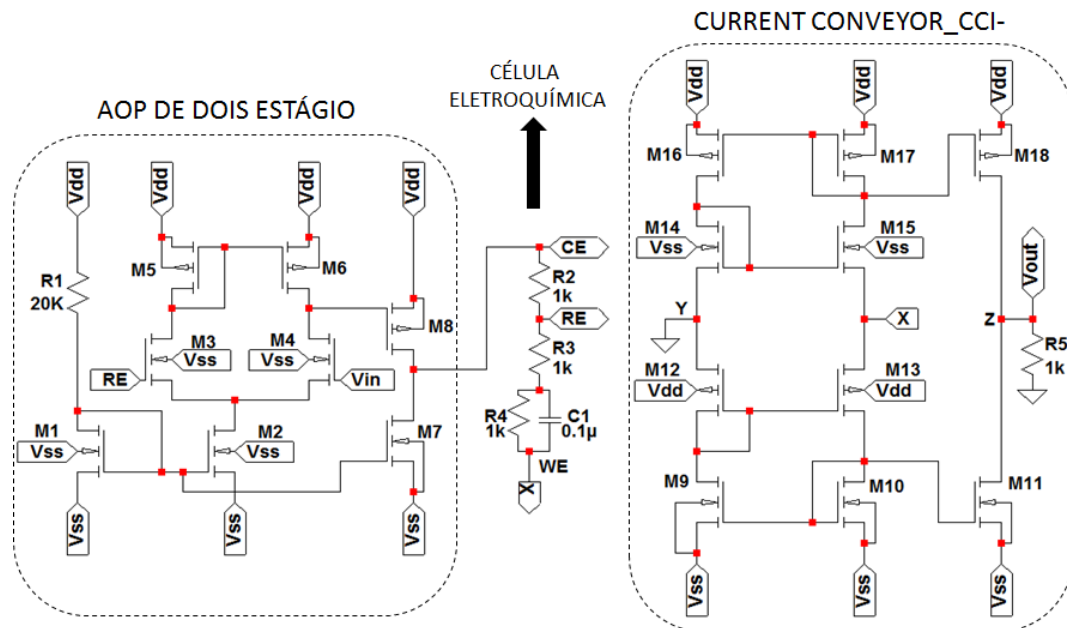 CURRENT CONVEYOR_CCI-
CÉLULA
ELETROQUÍMICA
AOP DE DOIS ESTÁGIO
Vdd
Vdd
Vdd
Vdd
R1
20K
M5
M6
M8
M3
Vss
M4
Vss
RE
Vin
M1
Vss
M2
Vss
M7
Vss
Vss
Vss
CE
R2
1k
RE
R3
1k
R4
1k
C1
0.1µ
WE
X
Vdd
Vdd
Vdd
M16
M17
M18
M14
Vss
M15
Vss
Y
X
Z
Vout
R5
1k
M12
Vdd
M13
Vdd
M9
M10
M11
Vss
Vss
Vss